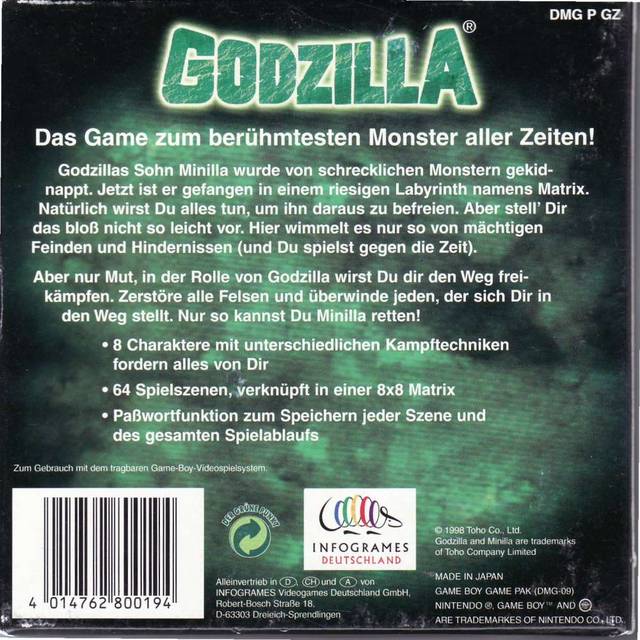 DMG P GZ
GODZILLA®
Das Game zum berühmtesten Monster aller Zeiten!
Godzillas Sohn Minilla wurde von schrecklichen Monstern gekid-
nappt. Jetzt ist er gefangen in einem riesigen Labyrinth namens Matrix.
Natürlich wirst Du alles tun, um ihn daraus zu befreien. Aber stell' Dir
das bloß nicht so leicht vor. Hier wimmelt es nur so von mächtigen
Feinden und Hindernissen (und Du spielst gegen die Zeit).
Aber nur Mut, in der Rolle von Godzilla wirst Du dir den Weg frei-
kämpfen. Zerstöre alle Felsen und überwinde jeden, der sich Dir in
den Weg stellt. Nur so kannst Du Minilla retten!
• 8 Charaktere mit unterschiedlichen Kampftechniken
fordern alles von Dir
• 64 Spielszenen, verknüpft in einer 8x8 Matrix
• Paßwortfunktion zum Speichern jeder Szene und
des gesamten Spielablaufs
Zum Gebrauch mit dem tragbaren Game-Boy-Videospielsystem.
4 014762 800194
DER GRÜNE PUNKT
INFOGRAMES
DEUTSCHLAND
Alleinvertrieb in D, CH und A von
INFOGRAMES Videogames Deutschland GmbH,
Robert-Bosch Straße 18.
D-63303 Dreieich-Sprendlingen
© 1998 Toho Co., Ltd.
Godzilla and Minilla are trademarks
of Toho Company Limited
MADE IN JAPAN
GAME BOY GAME PAK (DMG-09)
NINTENDO ®, GAME BOY ™ AND
ARE TRADEMARKES OF NINTENDO CO., LTD.